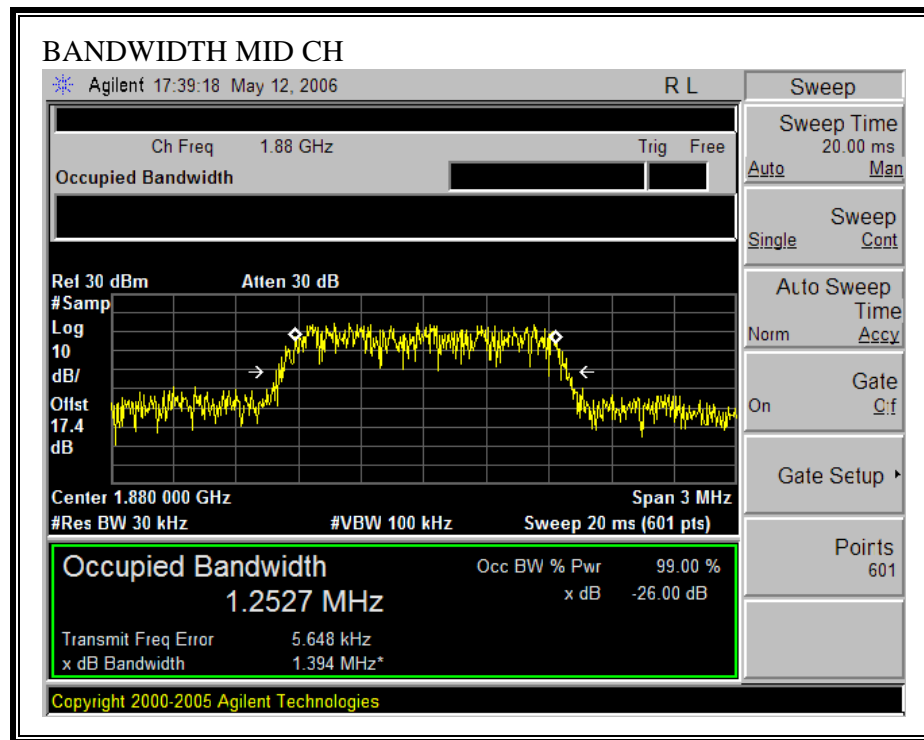 BANDWIDTH MID CH
Agilent 17:39:18 May 12, 2006 R L
Sweep
Ch Freq 1.88 GHz Trig Free
Occupied Bandwidth
Sweep Time
20.00 ms
Auto Man
Sweep
Single Cont
Auto Sweep
Time
Norm Accy
Gate
On Off
Gate Setup
Points
601
Ref 30 dBm Atten 30 dB
#Samp
Log
10
dB/
Offst
17.4
dB
Center 1.880 000 GHz Span 3 MHz
#Res BW 30 kHz #VBW 100 kHz Sweep 20 ms (601 pts)
Occupied Bandwidth
1.2527 MHz
Occ BW % Pwr 99.00 %
x dB -26.00 dB
Transmit Freq Error 5.648 kHz
x dB Bandwidth 1.394 MHz*
Copyright 2000-2005 Agilent Technologies